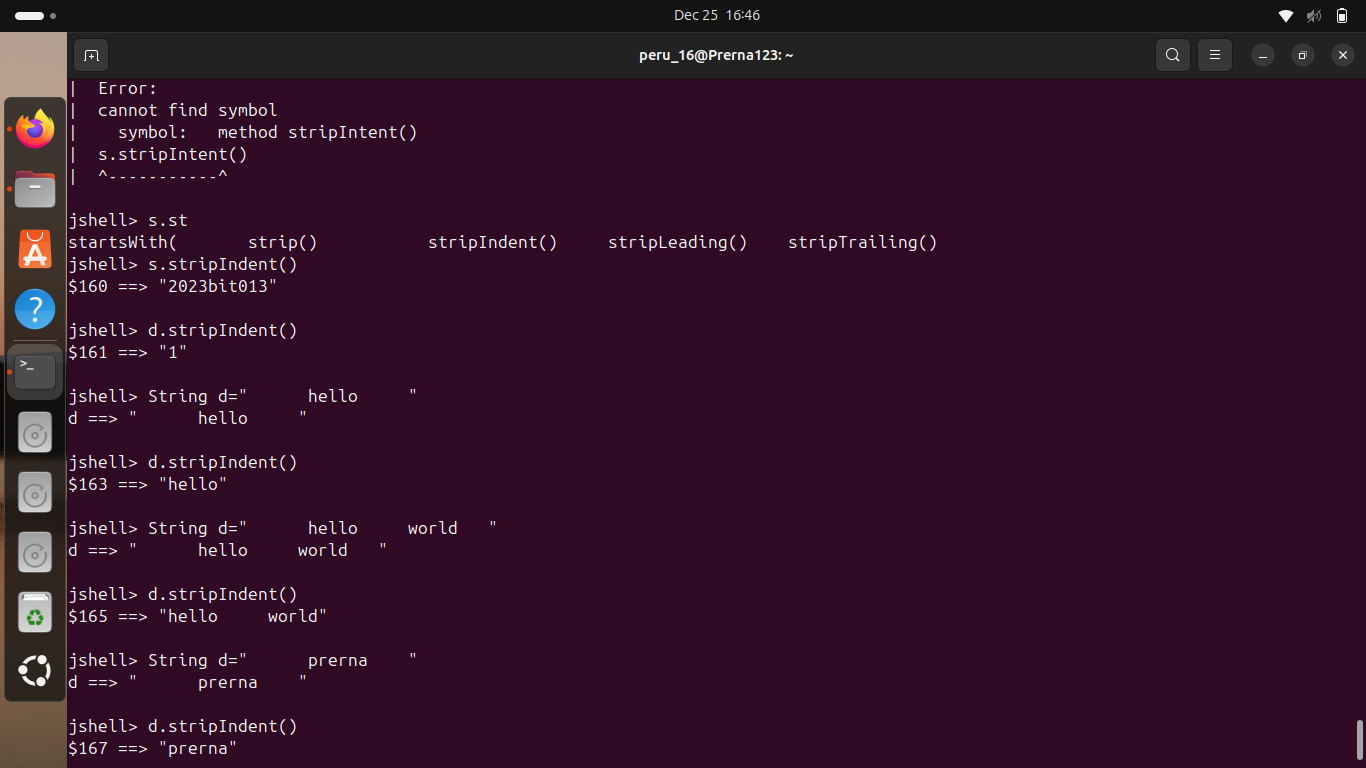 Dec 25 16:46
peru_16@Prerna123: ~
| Error:
| cannot find symbol
|   symbol:   method stripIntent()
| s.stripIntent()
| ^-----------^
jshell> s.st
startsWith(       strip()           stripIndent()     stripLeading()    stripTrailing()
jshell> s.stripIndent()
$160 ==> "2023bit013"
jshell> d.stripIndent()
$161 ==> "1"
jshell> String d="      hello     "
d ==> "      hello     "
jshell> d.stripIndent()
$163 ==> "hello"
jshell> String d="      hello     world   "
d ==> "      hello     world   "
jshell> d.stripIndent()
$165 ==> "hello     world"
jshell> String d="      prerna    "
d ==> "      prerna    "
jshell> d.stripIndent()
$167 ==> "prerna"